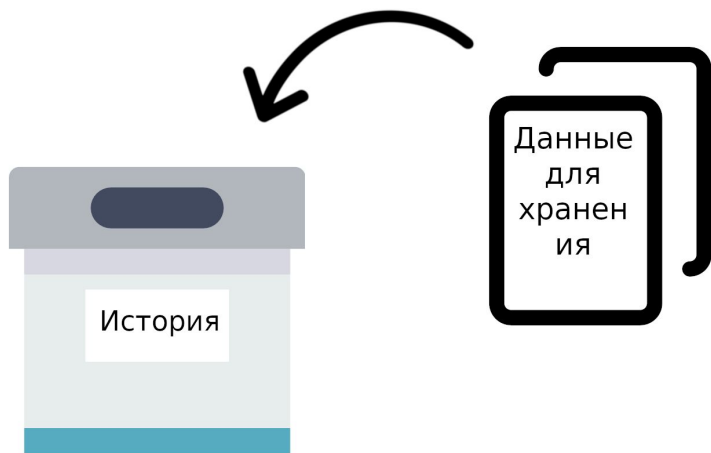 Данные
для
хранен
ия
История